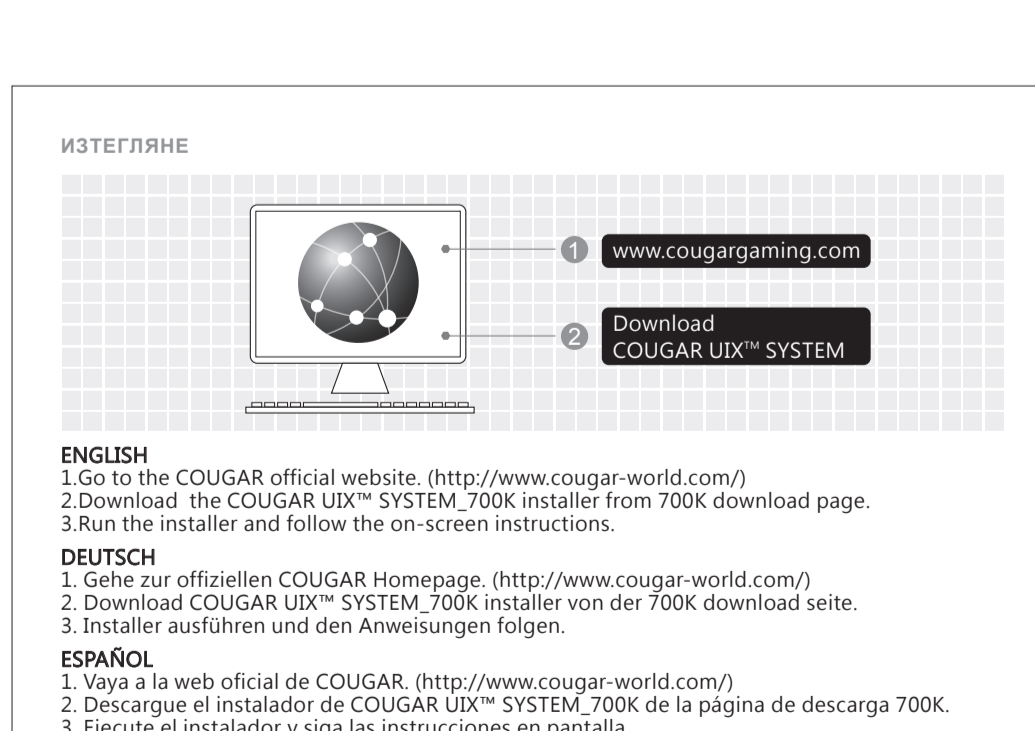 ИЗТЕГЛЯНЕ
1 www.cougargaming.com
2 Download
COUGAR UIX™ SYSTEM
ENGLISH
1.Go to the COUGAR official website. (http://www.cougar-world.com/)
2.Download the COUGAR UIX™ SYSTEM_700K installer from 700K download page.
3.Run the installer and follow the on-screen instructions.
DEUTSCH
1. Gehe zur offiziellen COUGAR Homepage. (http://www.cougar-world.com/)
2. Download COUGAR UIX™ SYSTEM_700K installer von der 700K download seite.
3. Installer ausführen und den Anweisungen folgen.
ESPAÑOL
1. Vaya a la web oficial de COUGAR. (http://www.cougar-world.com/)
2. Descargue el instalador de COUGAR UIX™ SYSTEM_700K de la página de descarga 700K.
3. Ejecute el instalador y siga las instrucciones en pantalla.